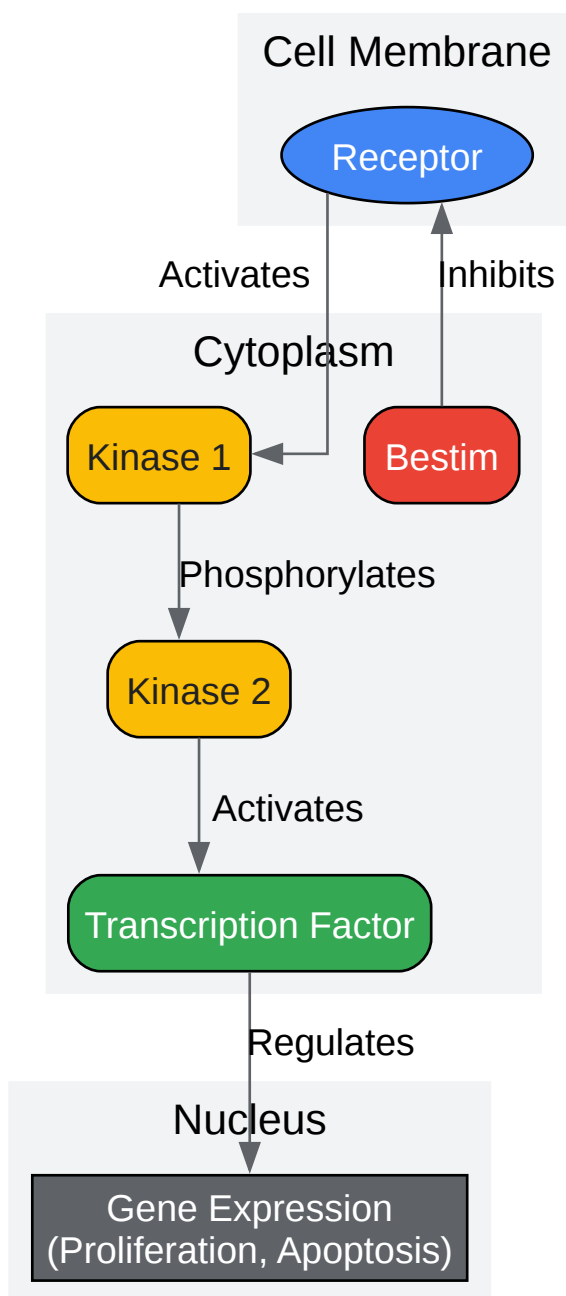 Cell Membrane
Receptor
Activates
Inhibits
Cytoplasm
Kinase 1
Bestim
Phosphorylates
Kinase 2
Activates
Transcription Factor
Regulates
Nucleus
Gene Expression
(Proliferation, Apoptosis)